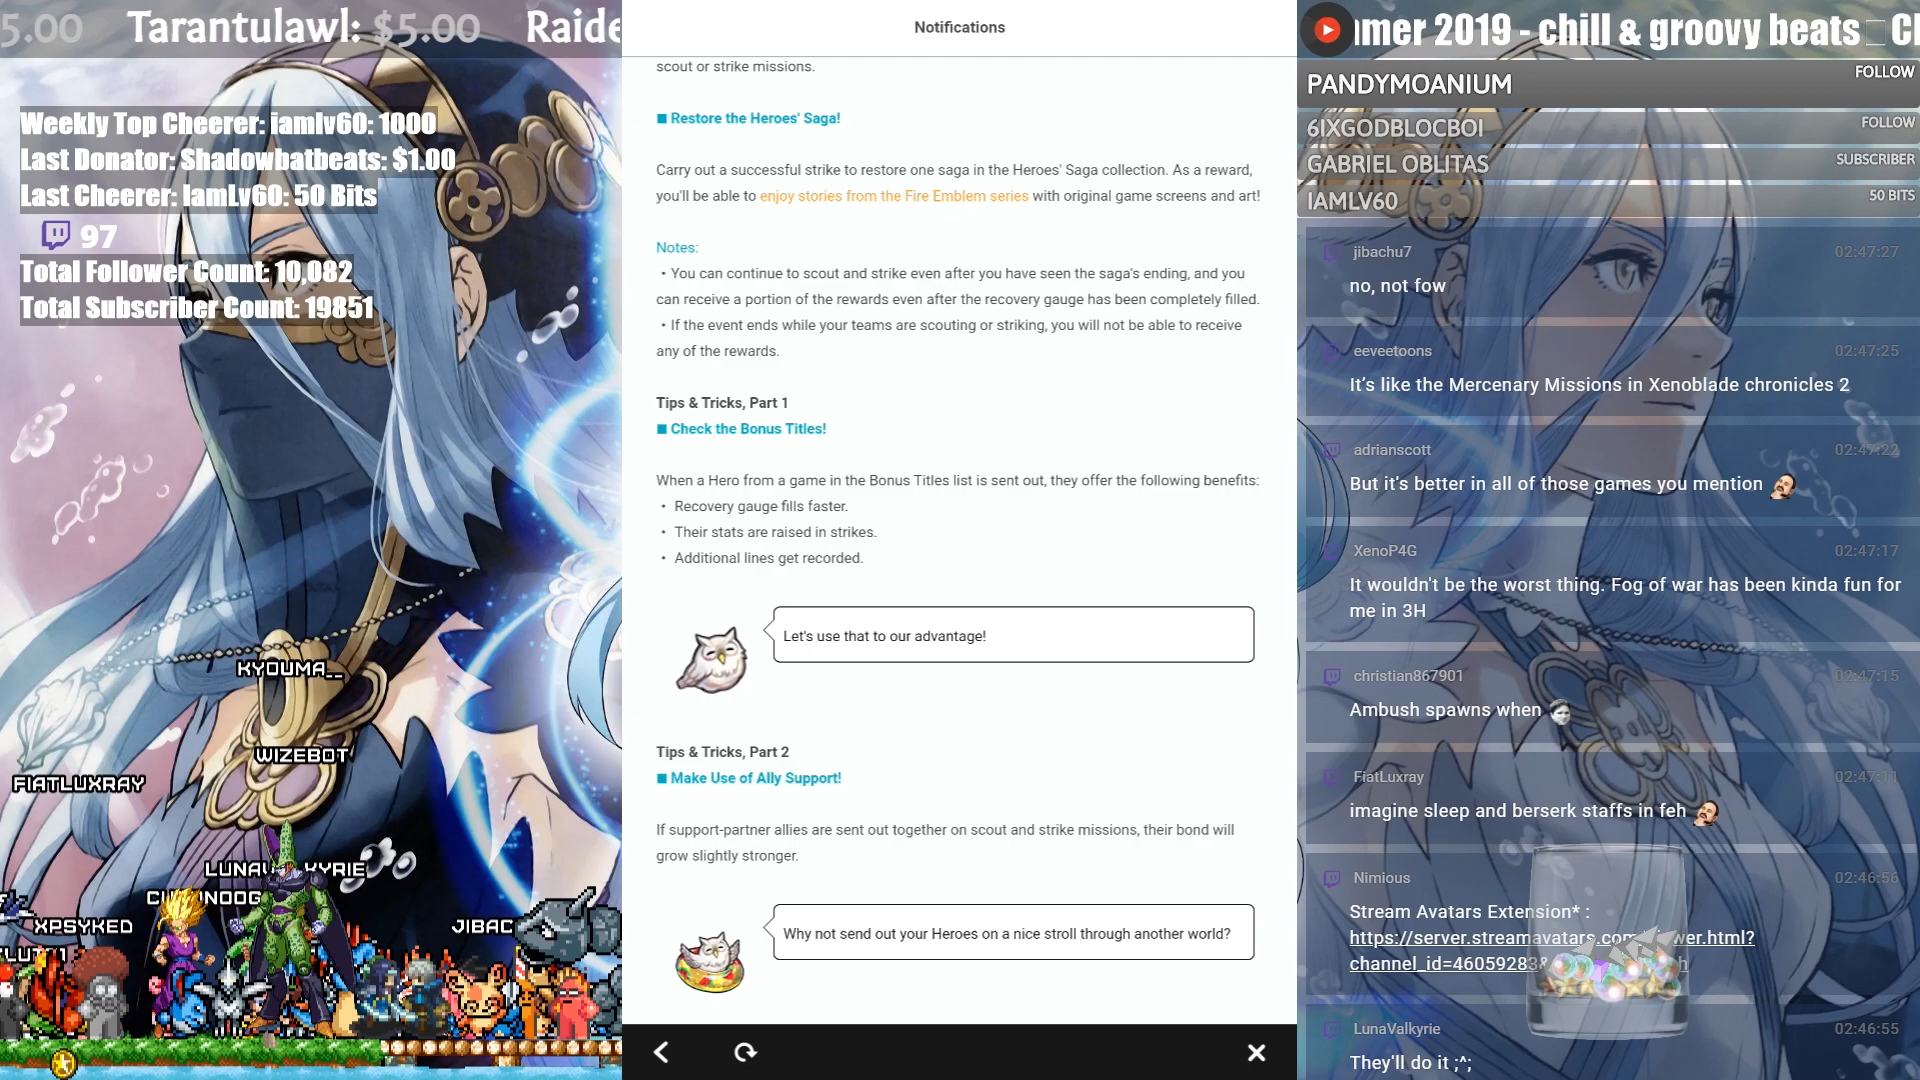 5.00 Tarantulawl: $5.00 Raide
Weekly Top Cheerer: iamlv60: 1000
Last Donator: Shadowbatbeats: $1.00
Last Cheerer: IamLv60: 50 Bits
97
Total Follower Count: 10,082
Total Subscriber Count: 19851
KYOUMA__
WIZEBOT
FIATLUXRAY
XPSYKED
JIBAC
Notifications
scout or strike missions.
■ Restore the Heroes' Saga!
Carry out a successful strike to restore one saga in the Heroes' Saga collection. As a reward,
you'll be able to enjoy stories from the Fire Emblem series with original game screens and art!
Notes:
・You can continue to scout and strike even after you have seen the saga's ending, and you
can receive a portion of the rewards even after the recovery gauge has been completely filled.
・If the event ends while your teams are scouting or striking, you will not be able to receive
any of the rewards.
Tips & Tricks, Part 1
■ Check the Bonus Titles!
When a Hero from a game in the Bonus Titles list is sent out, they offer the following benefits:
・ Recovery gauge fills faster.
・ Their stats are raised in strikes.
・ Additional lines get recorded.
Let's use that to our advantage!
Tips & Tricks, Part 2
■ Make Use of Ally Support!
If support-partner allies are sent out together on scout and strike missions, their bond will
grow slightly stronger.
Why not send out your Heroes on a nice stroll through another world?
mmer 2019 - chill & groovy beats
PANDYMOANIUM FOLLOW
6IXGODBLOCBOI FOLLOW
GABRIEL OBLITAS SUBSCRIBER
IAMLV60 50 BITS
jibachu7 02:47:27
no, not fow
eeveetoons 02:47:25
It’s like the Mercenary Missions in Xenoblade chronicles 2
adrianscott 02:47:22
But it's better in all of those games you mention
XenoP4G 02:47:17
It wouldn't be the worst thing. Fog of war has been kinda fun for
me in 3H
christian867901 02:47:15
Ambush spawns when
FiatLuxray 02:47:11
imagine sleep and berserk staffs in feh
Nimious 02:46:56
Stream Avatars Extension* :
https://server.streamavatars.com
channel_id=46059283
LunaValkyrie 02:46:55
They'll do it ;^;